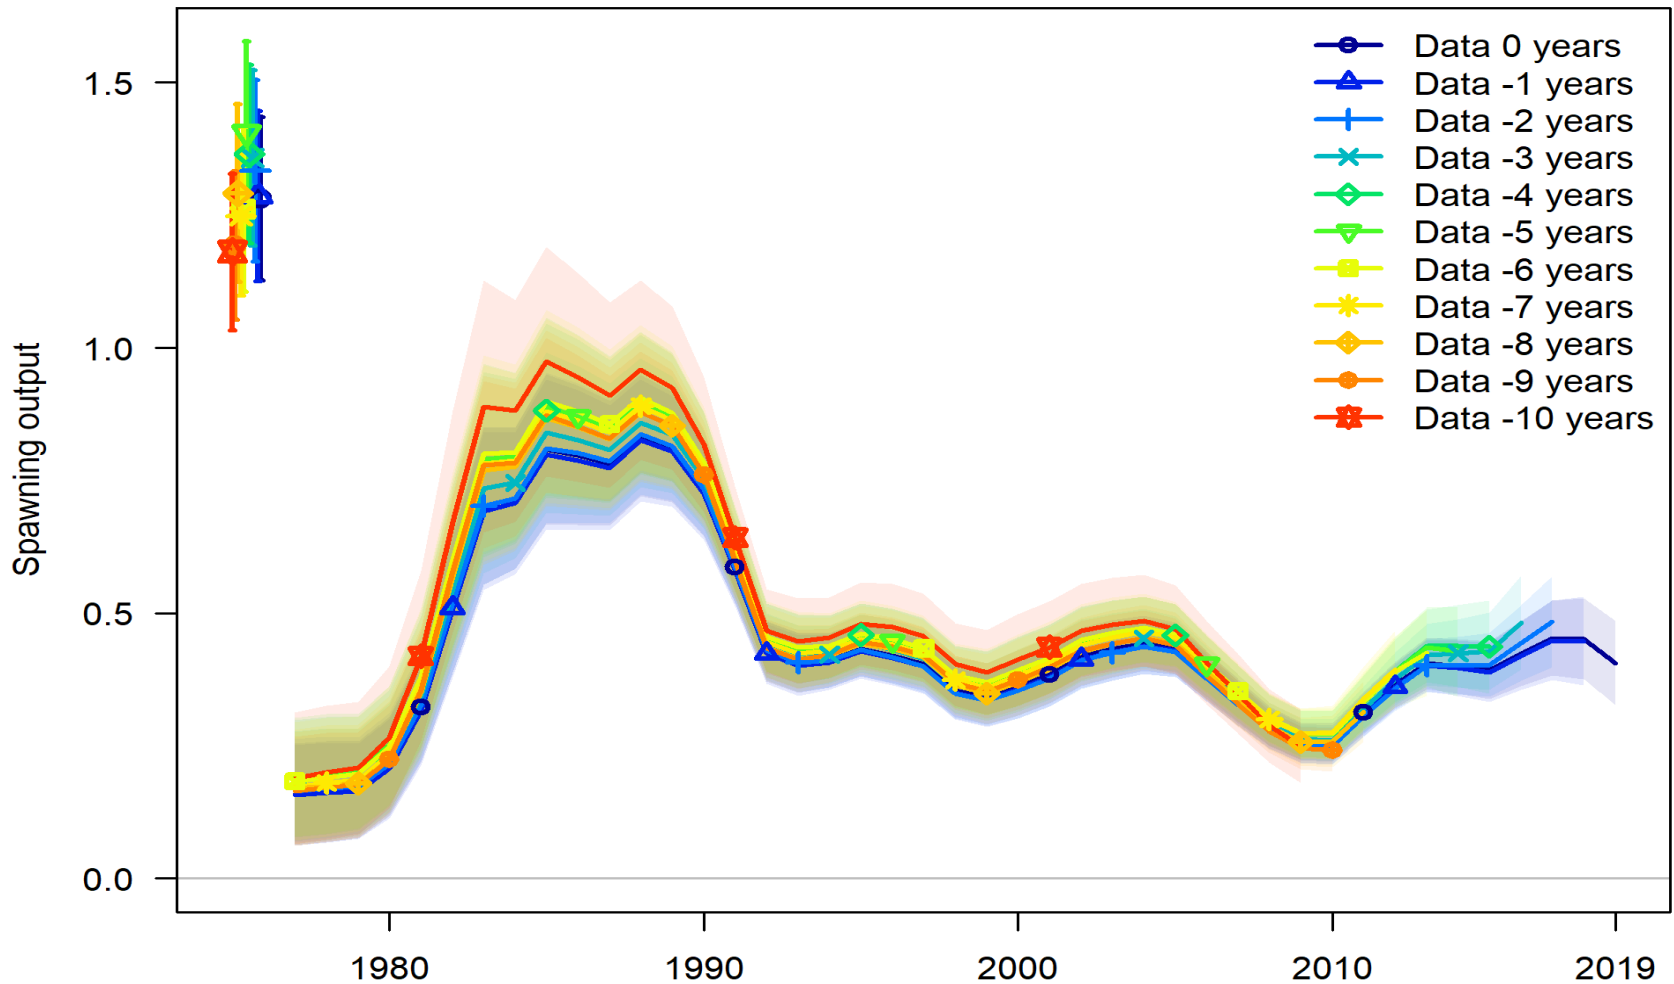 Data 0 years
Data -1 years
Data -2 years
Data -3 years
Data -4 years
Data -5 years
Data -6 years
Data -7 years
Data -8 years
Data -9 years
Data -10 years
Spawning output
1.5
1.0
0.5
0.0
1980 1990 2000 2010 2019